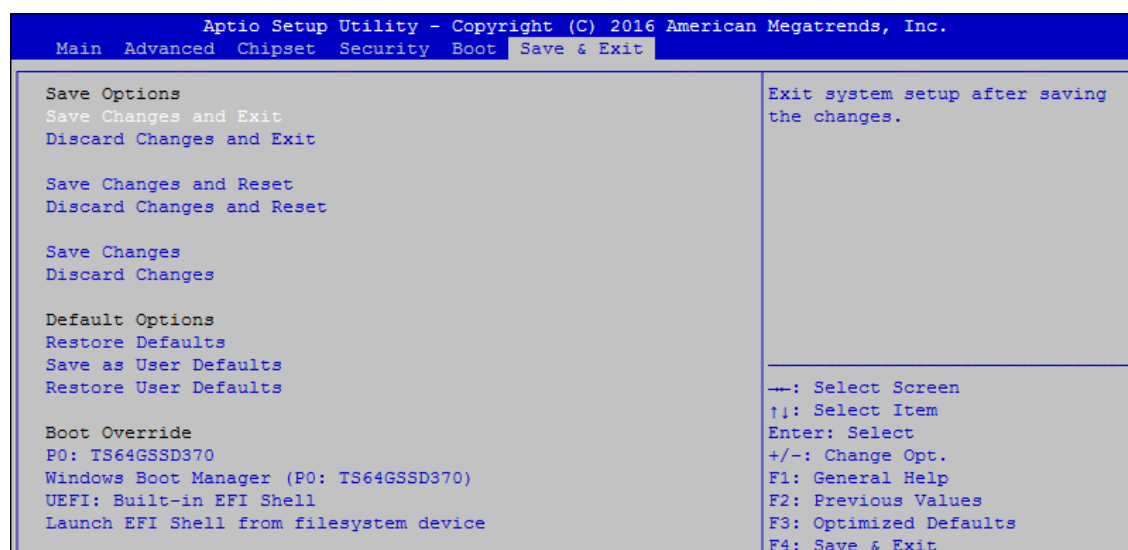 Aptio Setup Utility - Copyright (C) 2016 American Megatrends, Inc.
Main Advanced Chipset Security Boot Save & Exit
Save Options
Save Changes and Exit
Discard Changes and Exit
Save Changes and Reset
Discard Changes and Reset
Save Changes
Discard Changes
Default Options
Restore Defaults
Save as User Defaults
Restore User Defaults
Boot Override
P0: TS64GSSD370
Windows Boot Manager (P0: TS64GSSD370)
UEFI: Built-in EFI Shell
Launch EFI Shell from filesystem device
Exit system setup after saving
the changes.
→←: Select Screen
↑↓: Select Item
Enter: Select
+/-: Change Opt.
F1: General Help
F2: Previous Values
F3: Optimized Defaults
F4: Save & Exit